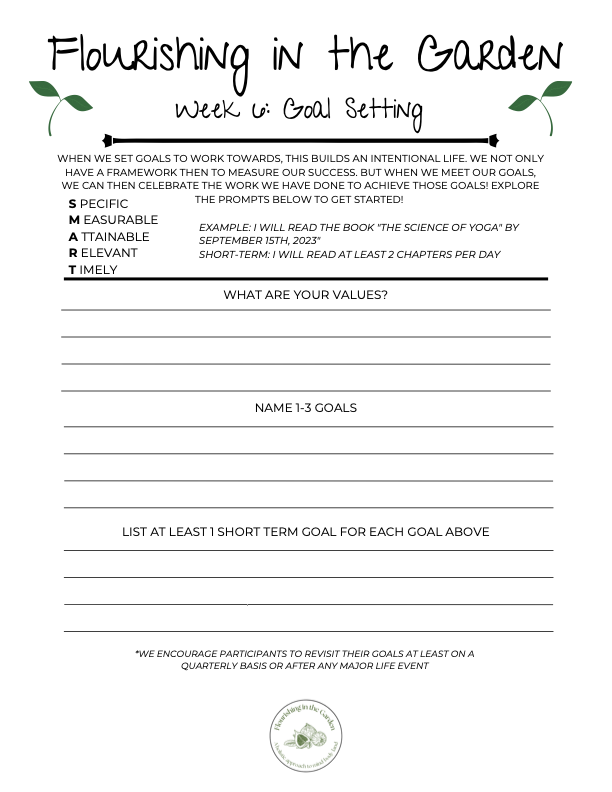 Flourishing in the Garden
Week 6: Goal Setting
WHEN WE SET GOALS TO WORK TOWARDS, THIS BUILDS AN INTENTIONAL LIFE. WE NOT ONLY
HAVE A FRAMEWORK THEN TO MEASURE OUR SUCCESS. BUT WHEN WE MEET OUR GOALS,
WE CAN THEN CELEBRATE THE WORK WE HAVE DONE TO ACHIEVE THOSE GOALS! EXPLORE
THE PROMPTS BELOW TO GET STARTED!
S PECIFIC
M EASURABLE
A TTAINABLE
R ELEVANT
T IMELY
EXAMPLE: I WILL READ THE BOOK "THE SCIENCE OF YOGA" BY
SEPTEMBER 15TH, 2023"
SHORT-TERM: I WILL READ AT LEAST 2 CHAPTERS PER DAY
WHAT ARE YOUR VALUES?
NAME 1-3 GOALS
LIST AT LEAST 1 SHORT TERM GOAL FOR EACH GOAL ABOVE
*WE ENCOURAGE PARTICIPANTS TO REVISIT THEIR GOALS AT LEAST ON A
QUARTERLY BASIS OR AFTER ANY MAJOR LIFE EVENT
Flourishing in the Garden
approach to mind, body, land